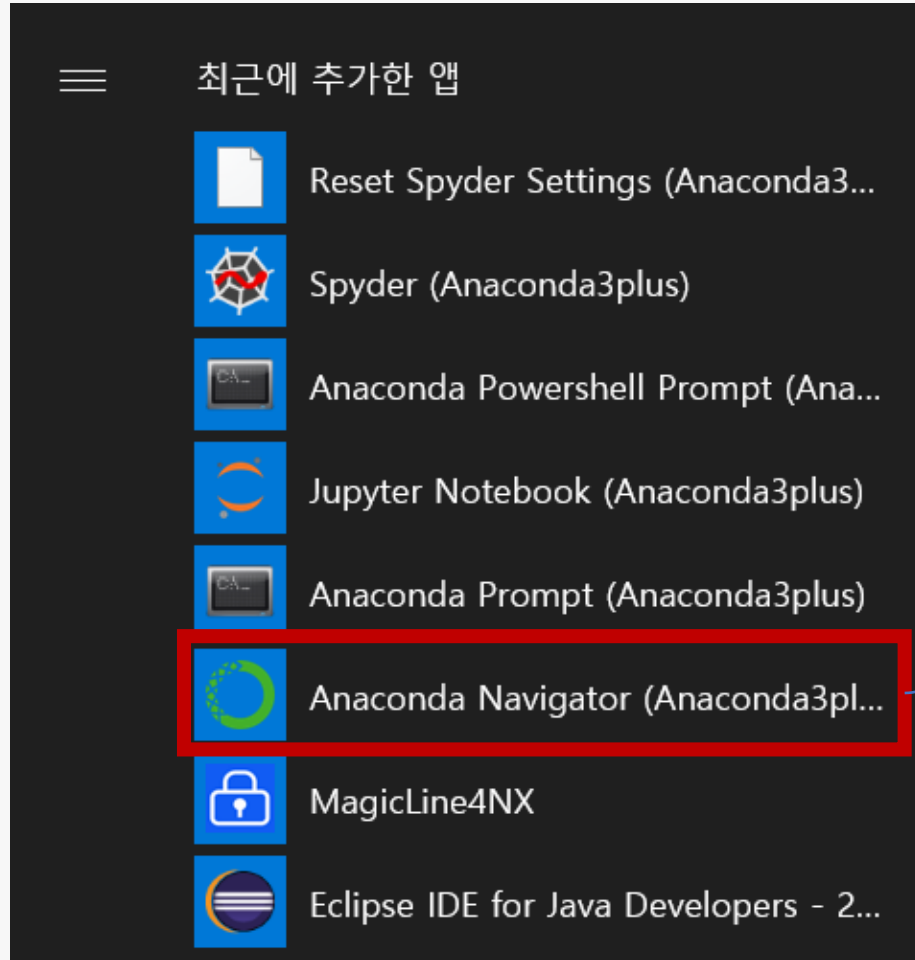 최근에 추가한 앱
Reset Spyder Settings (Anaconda3...
Spyder (Anaconda3plus)
Anaconda Powershell Prompt (Ana...
Jupyter Notebook (Anaconda3plus)
Anaconda Prompt (Anaconda3plus)
Anaconda Navigator (Anaconda3pl...
MagicLine4NX
Eclipse IDE for Java Developers - 2...